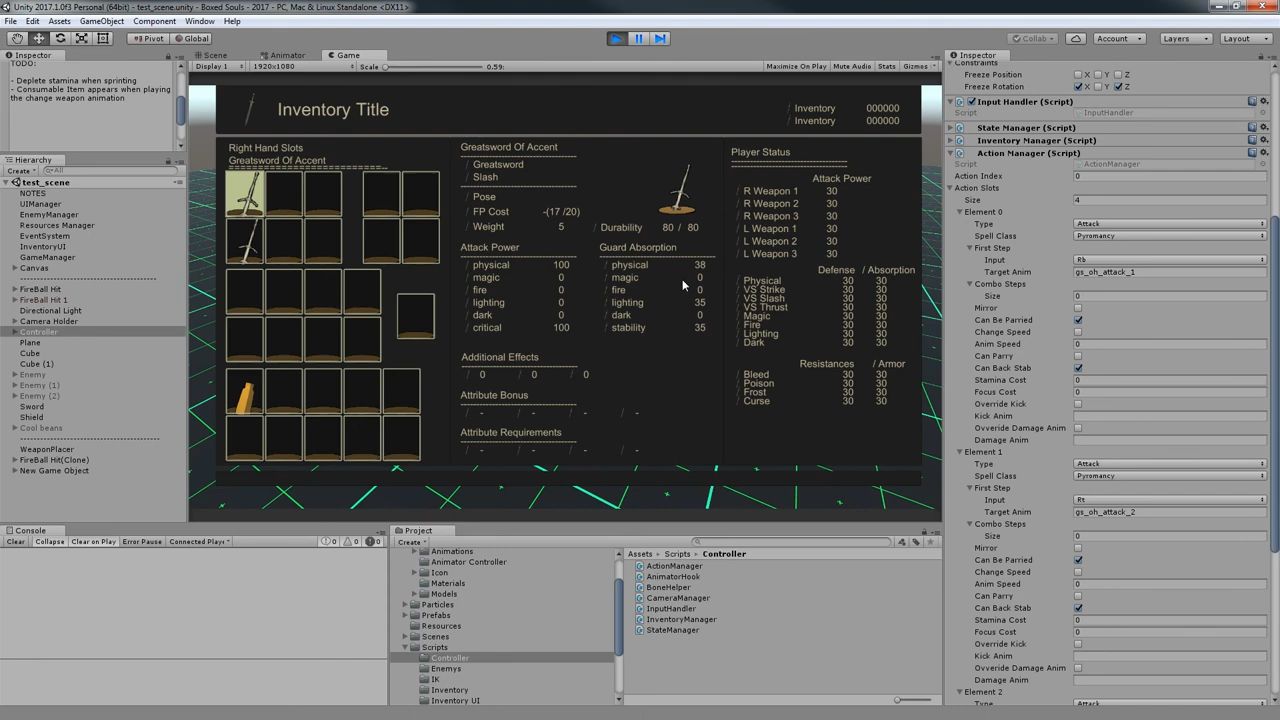 Unity 2017.1.0f3 Personal (64bit) - test_scene.unity - Boxed Souls - 2017 - PC, Mac & Linux Standalone <DX11>
File Edit Assets GameObject Component Window Help
Pivot Global Collab Account Layers Layout
Inspector
TODO:
- Deplete stamina when sprinting
- Consumable Item appears when playing
the change weapon animation
Hierarchy
Create All
test_scene
NOTES
UIManager
EnemyManager
Resources Manager
EventSystem
InventoryUI
GameManager
Canvas
FireBall Hit
FireBall Hit 1
Directional Light
Camera Holder
Controller
Plane
Cube
Cube (1)
Enemy
Enemy (1)
Enemy (2)
Sword
Shield
Cool beans
WeaponPlacer
FireBall Hit(Clone)
New Game Object
Scene Animator Game
Display 1 1920x1080 Scale 0.59: Maximize On Play Mute Audio Stats Gizmos
Inventory Title
/ Inventory 000000
/ Inventory 000000
Right Hand Slots
Greatsword Of Accent
Greatsword Of Accent
/ Greatsword
/ Slash
/ Pose
/ FP Cost -(17 /20)
/ Weight 5
/ Durability 80 / 80
Attack Power
/ physical 100
/ magic 0
/ fire 0
/ lighting 0
/ dark 0
/ critical 100
Guard Absorption
/ physical 38
/ magic 0
/ fire 0
/ lighting 35
/ dark 0
/ stability 35
Additional Effects
/ 0 / 0 / 0
Attribute Bonus
/ - / - / - / -
Attribute Requirements
/ - / - / - / -
Player Status
Attack Power
/ R Weapon 1 30
/ R Weapon 2 30
/ R Weapon 3 30
/ L Weapon 1 30
/ L Weapon 2 30
/ L Weapon 3 30
Defense / Absorption
/ Physical 30 30
/ VS Strike 30 30
/ VS Slash 30 30
/ VS Thrust 30 30
/ Magic 30 30
/ Fire 30 30
/ Lighting 30 30
/ Dark 30 30
Resistances / Armor
/ Bleed 30 30
/ Poison 30 30
/ Frost 30 30
/ Curse 30 30
Console
Clear Collapse Clear on Play Error Pause Connected Play 0 0 0
Project
Create
Animations
Animator Controller
Icon
Materials
Models
Particles
Prefabs
Resources
Scenes
Scripts
Controller
Enemys
IK
Inventory
Inventory UI
Assets Scripts Controller
ActionManager
AnimatorHook
BoneHelper
CameraManager
InputHandler
InventoryManager
StateManager
Inspector
Constraints
Freeze Position X Y Z
Freeze Rotation X Y Z
Input Handler (Script)
Script InputHandler
State Manager (Script)
Inventory Manager (Script)
Action Manager (Script)
Script ActionManager
Action Index 0
Action Slots
Size 4
Element 0
Type Attack
Spell Class Pyromancy
First Step
Input Rb
Target Anim gs_oh_attack_1
Combo Steps
Size 0
Mirror
Can Be Parried
Change Speed
Anim Speed 0
Can Parry
Can Back Stab
Stamina Cost 0
Focus Cost 0
Override Kick
Kick Anim
Ovveride Damage Anim
Damage Anim
Element 1
Type Attack
Spell Class Pyromancy
First Step
Input Rt
Target Anim gs_oh_attack_2
Combo Steps
Size 0
Mirror
Can Be Parried
Change Speed
Anim Speed 0
Can Parry
Can Back Stab
Stamina Cost 0
Focus Cost 0
Override Kick
Kick Anim
Ovveride Damage Anim
Damage Anim
Element 2
Type Attack